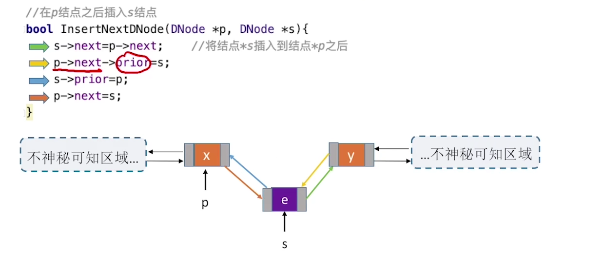 //在p结点之后插入s结点
bool InsertNextDNode(DNode *p, DNode *s){
s->next=p->next; //将结点*s插入到结点*p之后
p->next->prior=s;
s->prior=p;
p->next=s;
}
不神秘可知区域... x y ...不神秘可知区域
p e
s